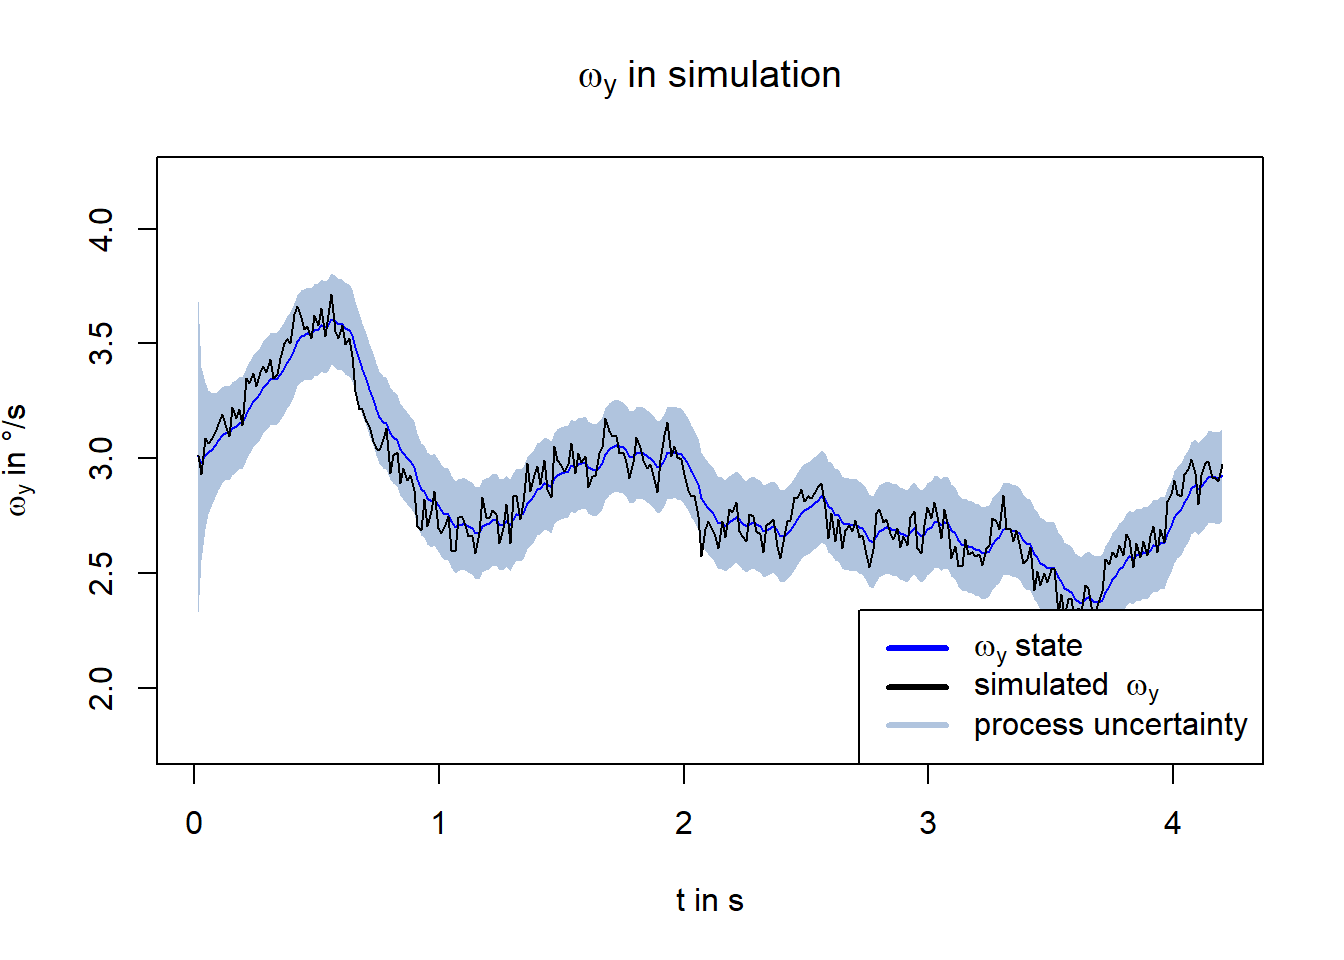 ωy in simulation
ωy in °/s
4.0
3.5
3.0
2.5
2.0
ωy state
simulated ωy
process uncertainty
0 1 2 3 4
t in s